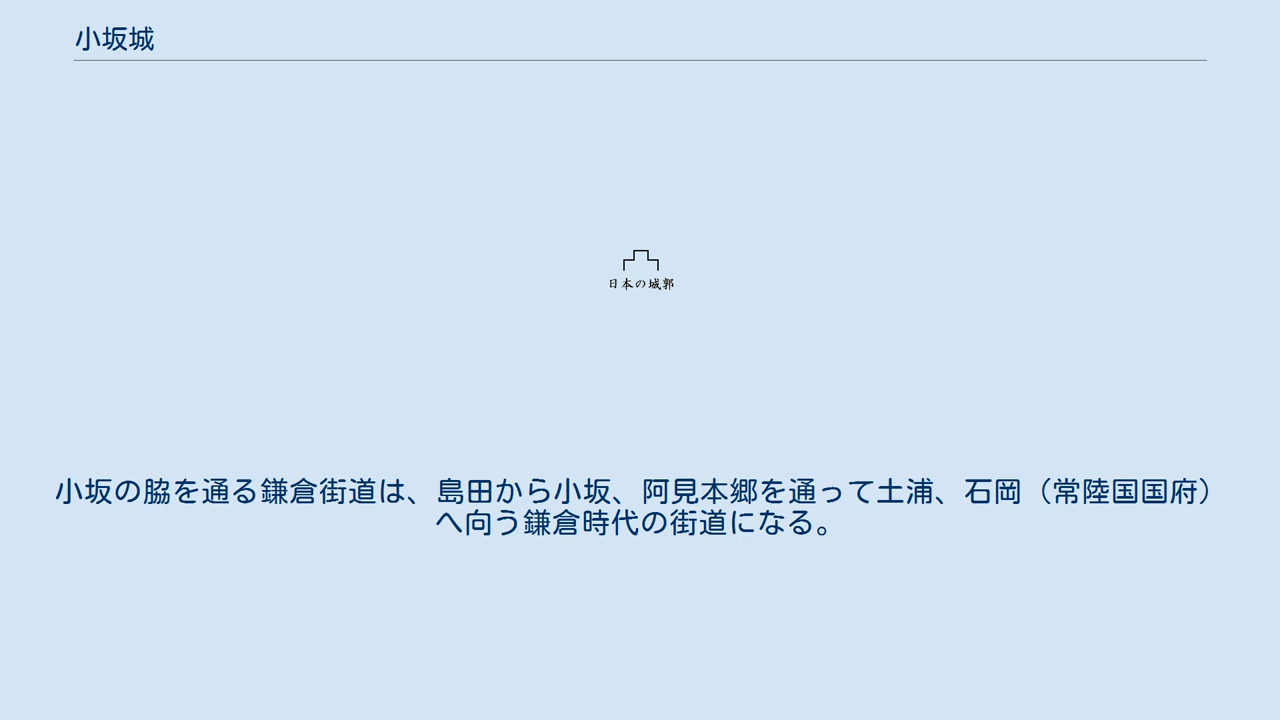 小坂城
日本の城郭
小坂の脇を通る鎌倉街道は、島田から小坂、阿見本郷を通って土浦、石岡（常陸国国府）
へ向う鎌倉時代の街道になる。